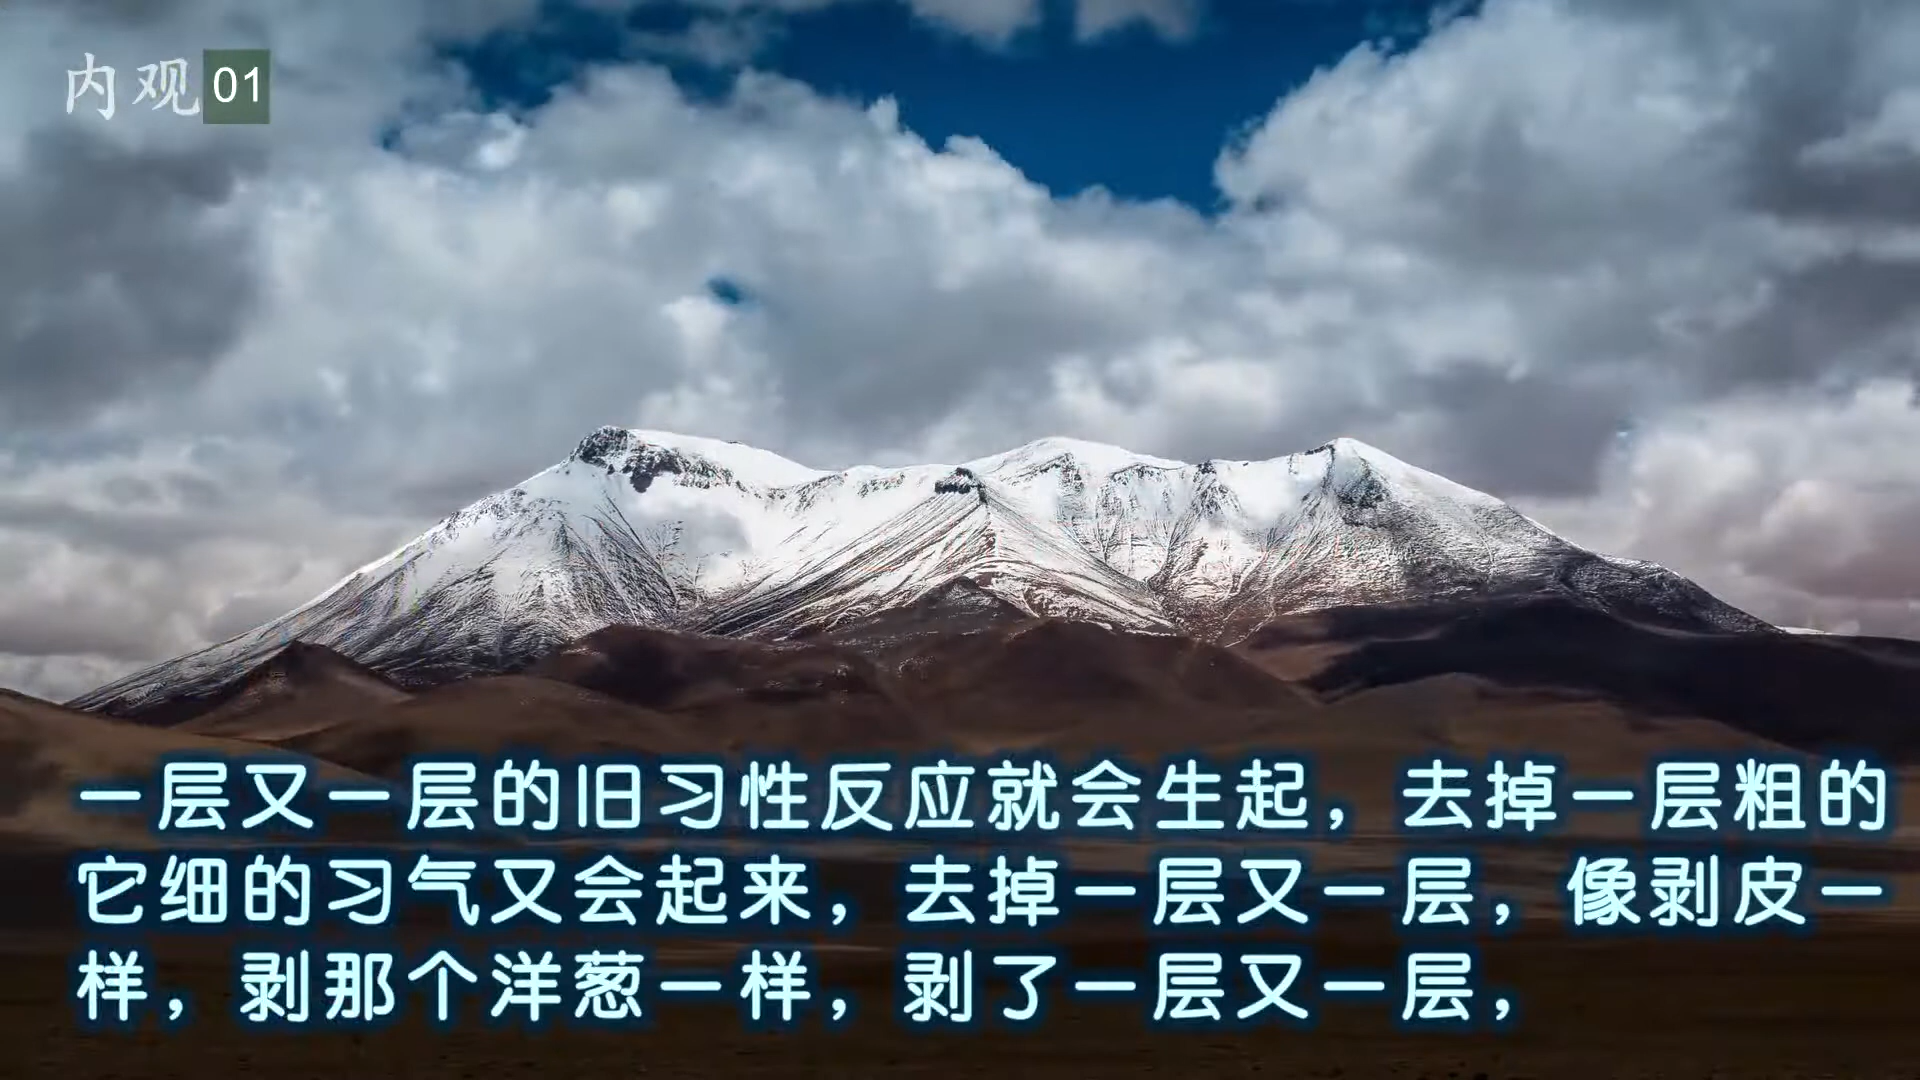 内观01
一层又一层的旧习性反应就会生起，去掉一层粗的
它细的习气又会起来，去掉一层又一层，像剥皮一
样，剥那个洋葱一样，剥了一层又一层，